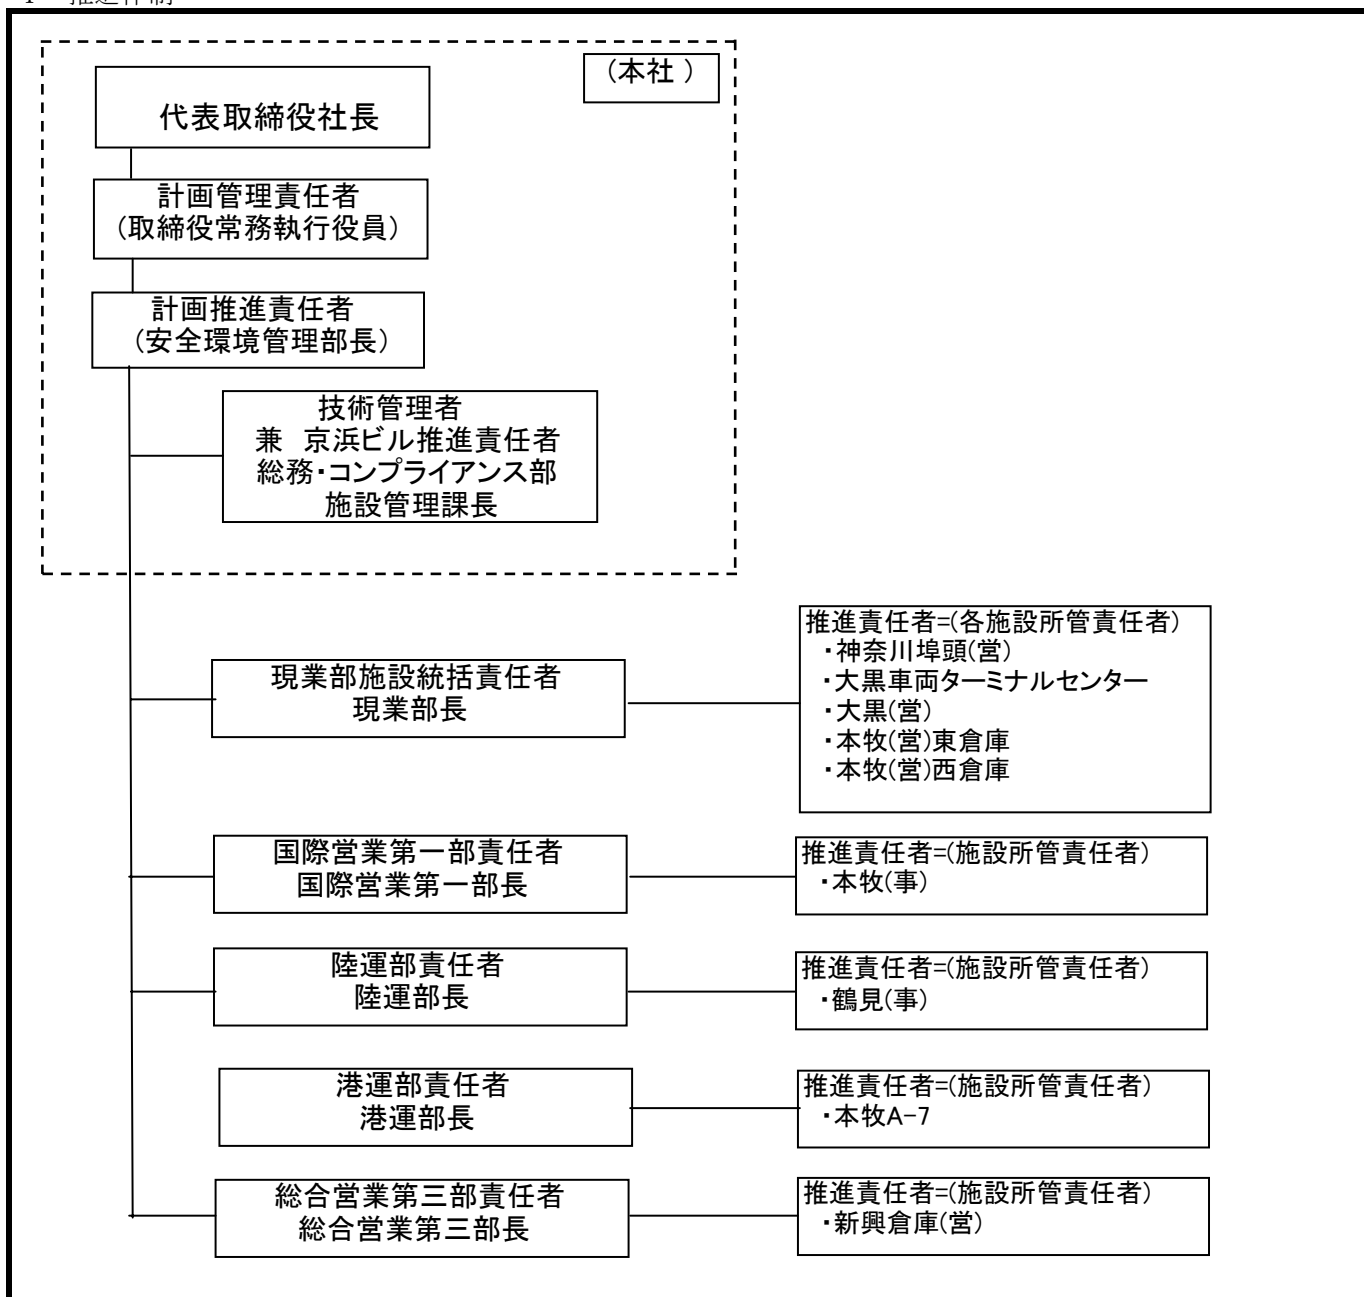 (本社 )
代表取締役社長
計画管理責任者
(取締役常務執行役員)
計画推進責任者
(安全環境管理部長)
技術管理者
兼 京浜ビル推進責任者
総務・コンプライアンス部
施設管理課長
現業部施設統括責任者
現業部長
推進責任者=(各施設所管責任者)
・神奈川埠頭(営)
・大黒車両ターミナルセンター
・大黒(営)
・本牧(営)東倉庫
・本牧(営)西倉庫
国際営業第一部責任者
国際営業第一部長
推進責任者=(施設所管責任者)
・本牧(事)
陸運部責任者
陸運部長
推進責任者=(施設所管責任者)
・鶴見(事)
港運部責任者
港運部長
推進責任者=(施設所管責任者)
・本牧A-7
総合営業第三部責任者
総合営業第三部長
推進責任者=(施設所管責任者)
・新興倉庫(営)